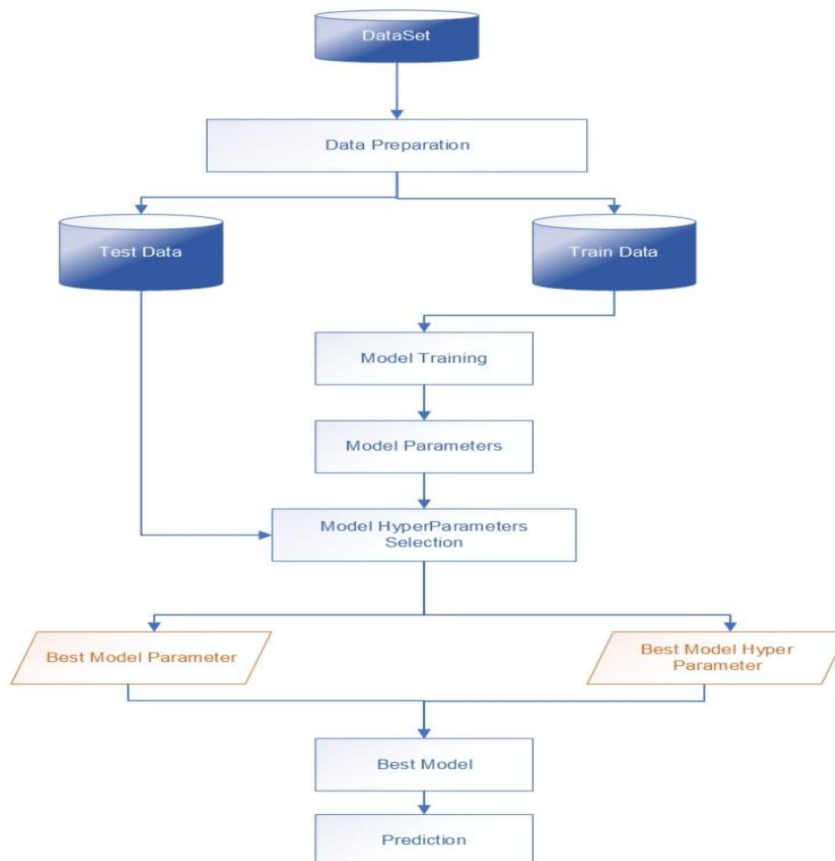 DataSet
Data Preparation
Test Data
Train Data
Model Training
Model Parameters
Model HyperParameters
Selection
Best Model Parameter
Best Model Hyper
Parameter
Best Model
Prediction